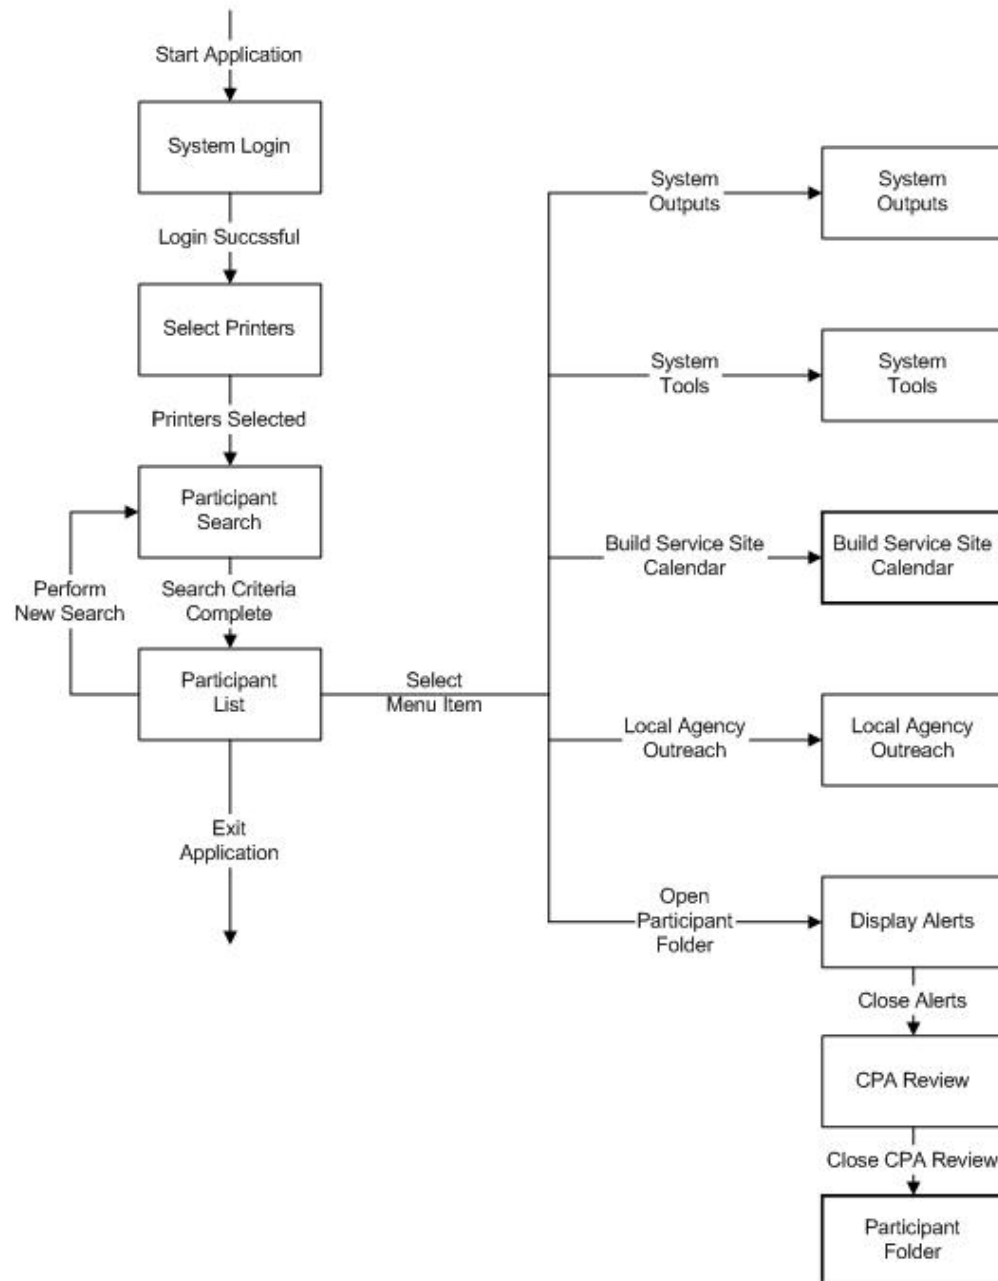 Start Application
System Login
Login Succssful
Select Printers
Printers Selected
Participant
Search
Perform
New Search
Search Criteria
Complete
Participant
List
Select
Menu Item
Exit
Application
System
Outputs
System
Outputs
System
Tools
System
Tools
Build Service Site
Calendar
Build Service Site
Calendar
Local Agency
Outreach
Local Agency
Outreach
Open
Participant
Folder
Display Alerts
Close Alerts
CPA Review
Close CPA Review
Participant
Folder